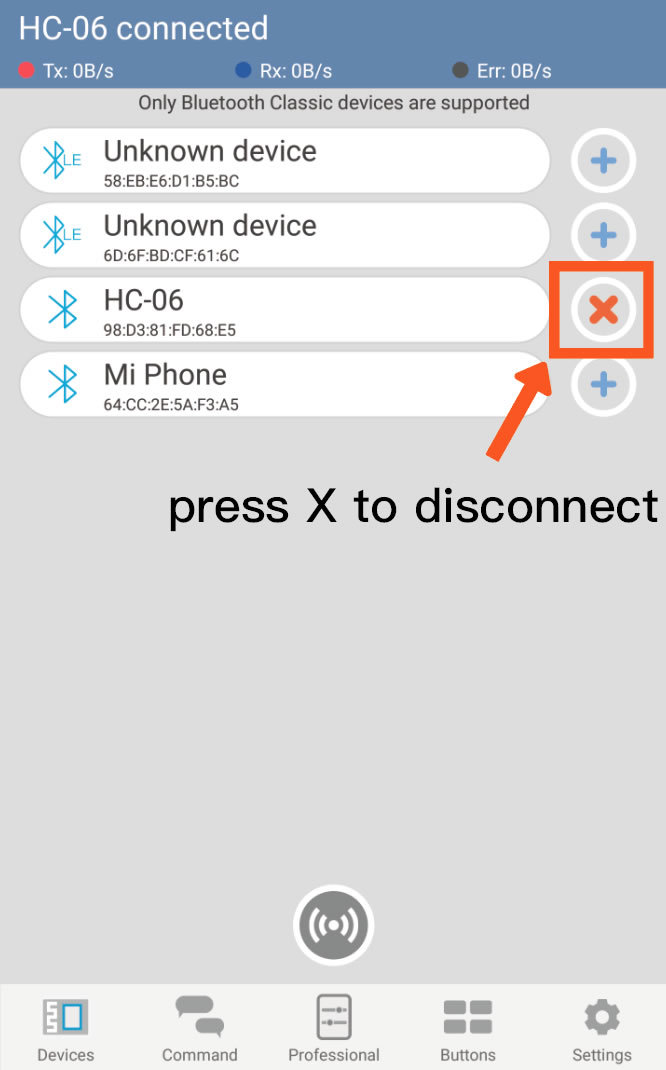 HC-06 connected
Tx: 0B/s Rx: 0B/s Err: 0B/s
Only Bluetooth Classic devices are supported
LE Unknown device
58:EB:E6:D1:B5:BC
LE Unknown device
6D:6F:BD:CF:61:6C
HC-06
98:D3:81:FD:68:E5
Mi Phone
64:CC:2E:5A:F3:A5
press X to disconnect
Devices Command Professional Buttons Settings